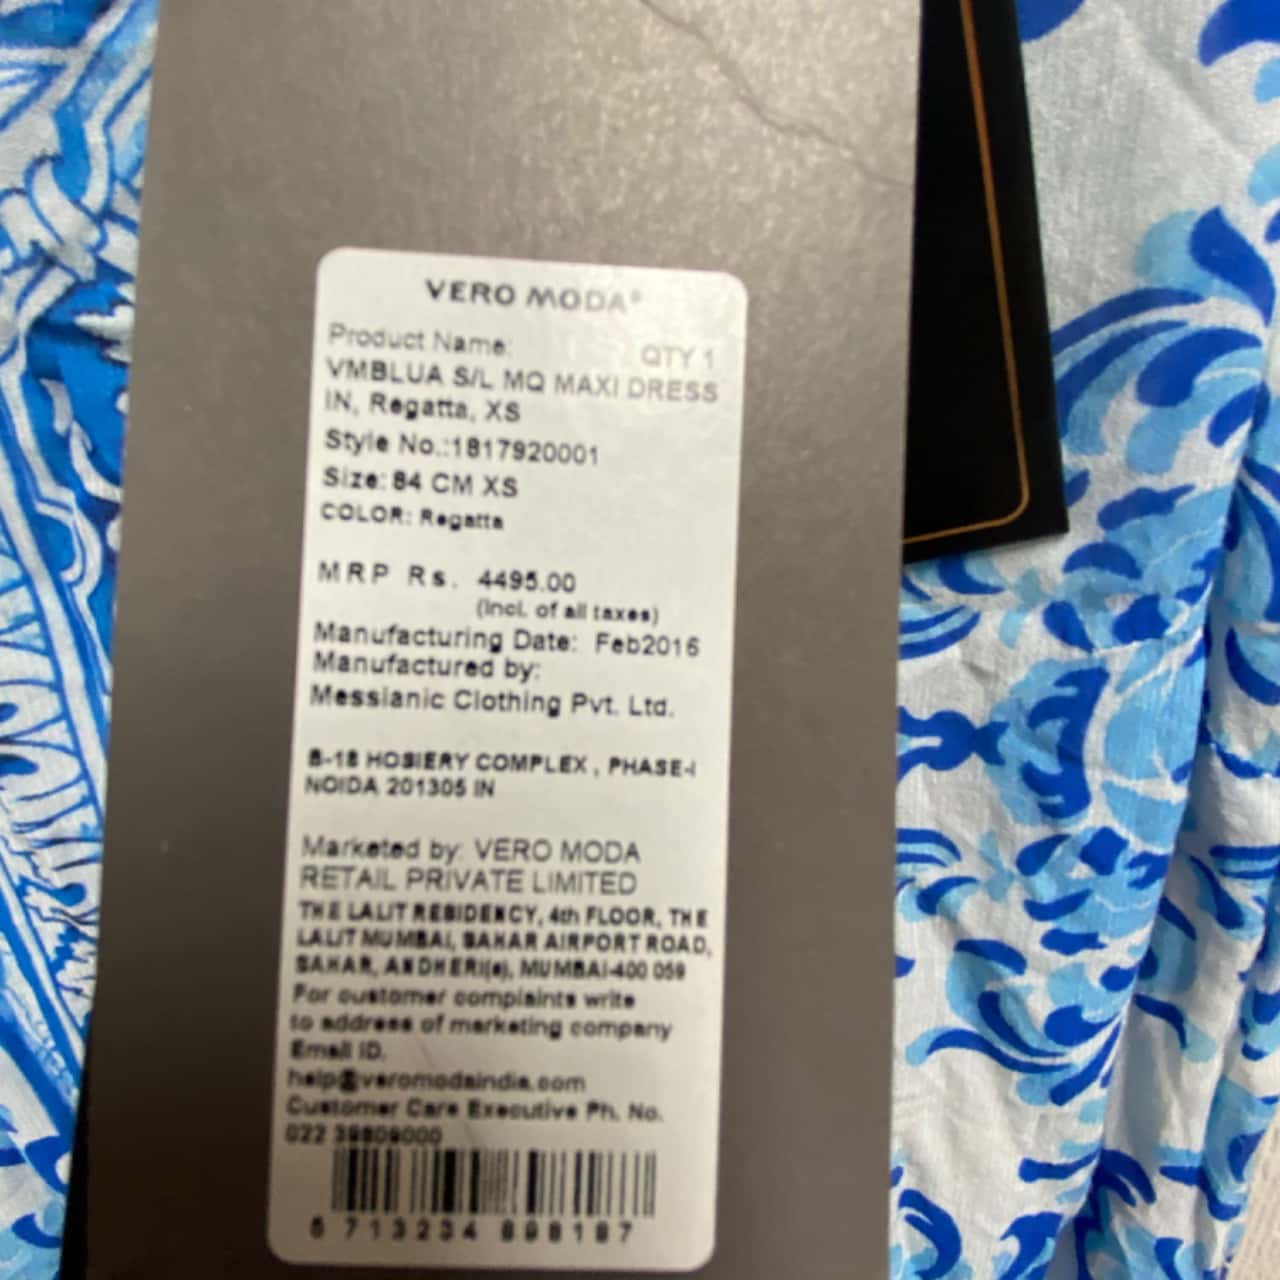 VERO MODA®
Product Name: QTY 1
VMBLUA S/L MQ MAXI DRESS
IN, Regatta, XS
Style No.:1817920001
Size: 84 CM XS
COLOR: Regatta
MRP Rs. 4495.00
(Incl. of all taxes)
Manufacturing Date: Feb2016
Manufactured by:
Messianic Clothing Pvt. Ltd.
B-18 HOSIERY COMPLEX , PHASE-I
NOIDA 201305 IN
Marketed by: VERO MODA
RETAIL PRIVATE LIMITED
THE LALIT RESIDENCY, 4th FLOOR, THE
LALIT MUMBAI, SAHAR AIRPORT ROAD,
SAHAR, ANDHERI(e), MUMBAI-400 059
For customer complaints write
to address of marketing company
Email ID.
help@veromodaindia.com
Customer Care Executive Ph. No.
022 39809000
5 713234 898187